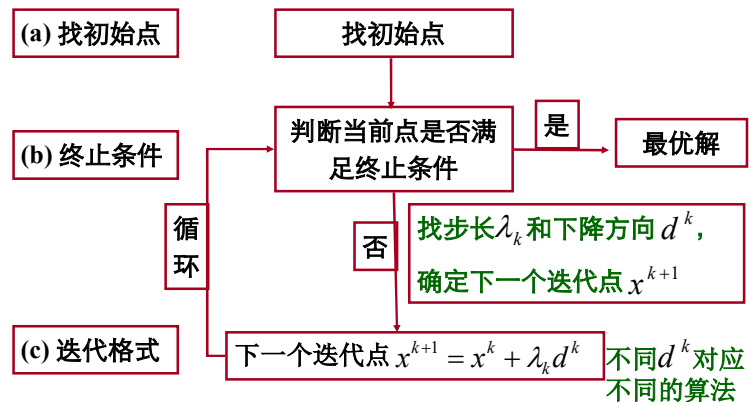 (a) 找初始点
找初始点
(b) 终止条件
判断当前点是否满
足终止条件
是
最优解
循
环
否
找步长λ_k和下降方向 d^k,
确定下一个迭代点 x^{k+1}
(c) 迭代格式
下一个迭代点 x^{k+1} = x^k + λ_k d^k
不同d^k对应
不同的算法